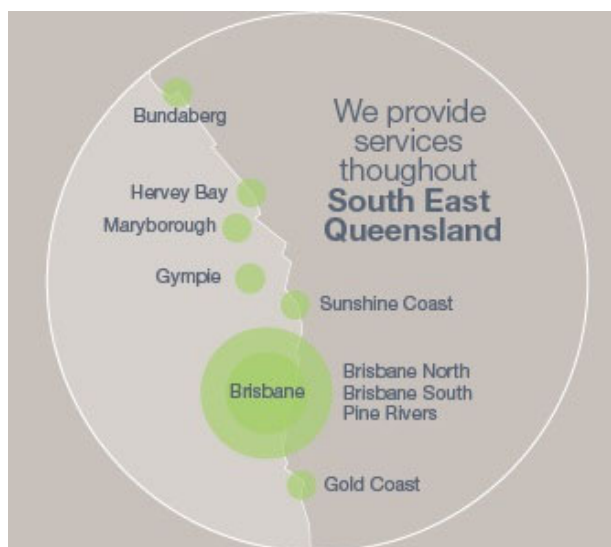 We provide
services
thoughout
South East
Queensland
Bundaberg
Hervey Bay
Maryborough
Gympie
Sunshine Coast
Brisbane
Brisbane North
Brisbane South
Pine Rivers
Gold Coast